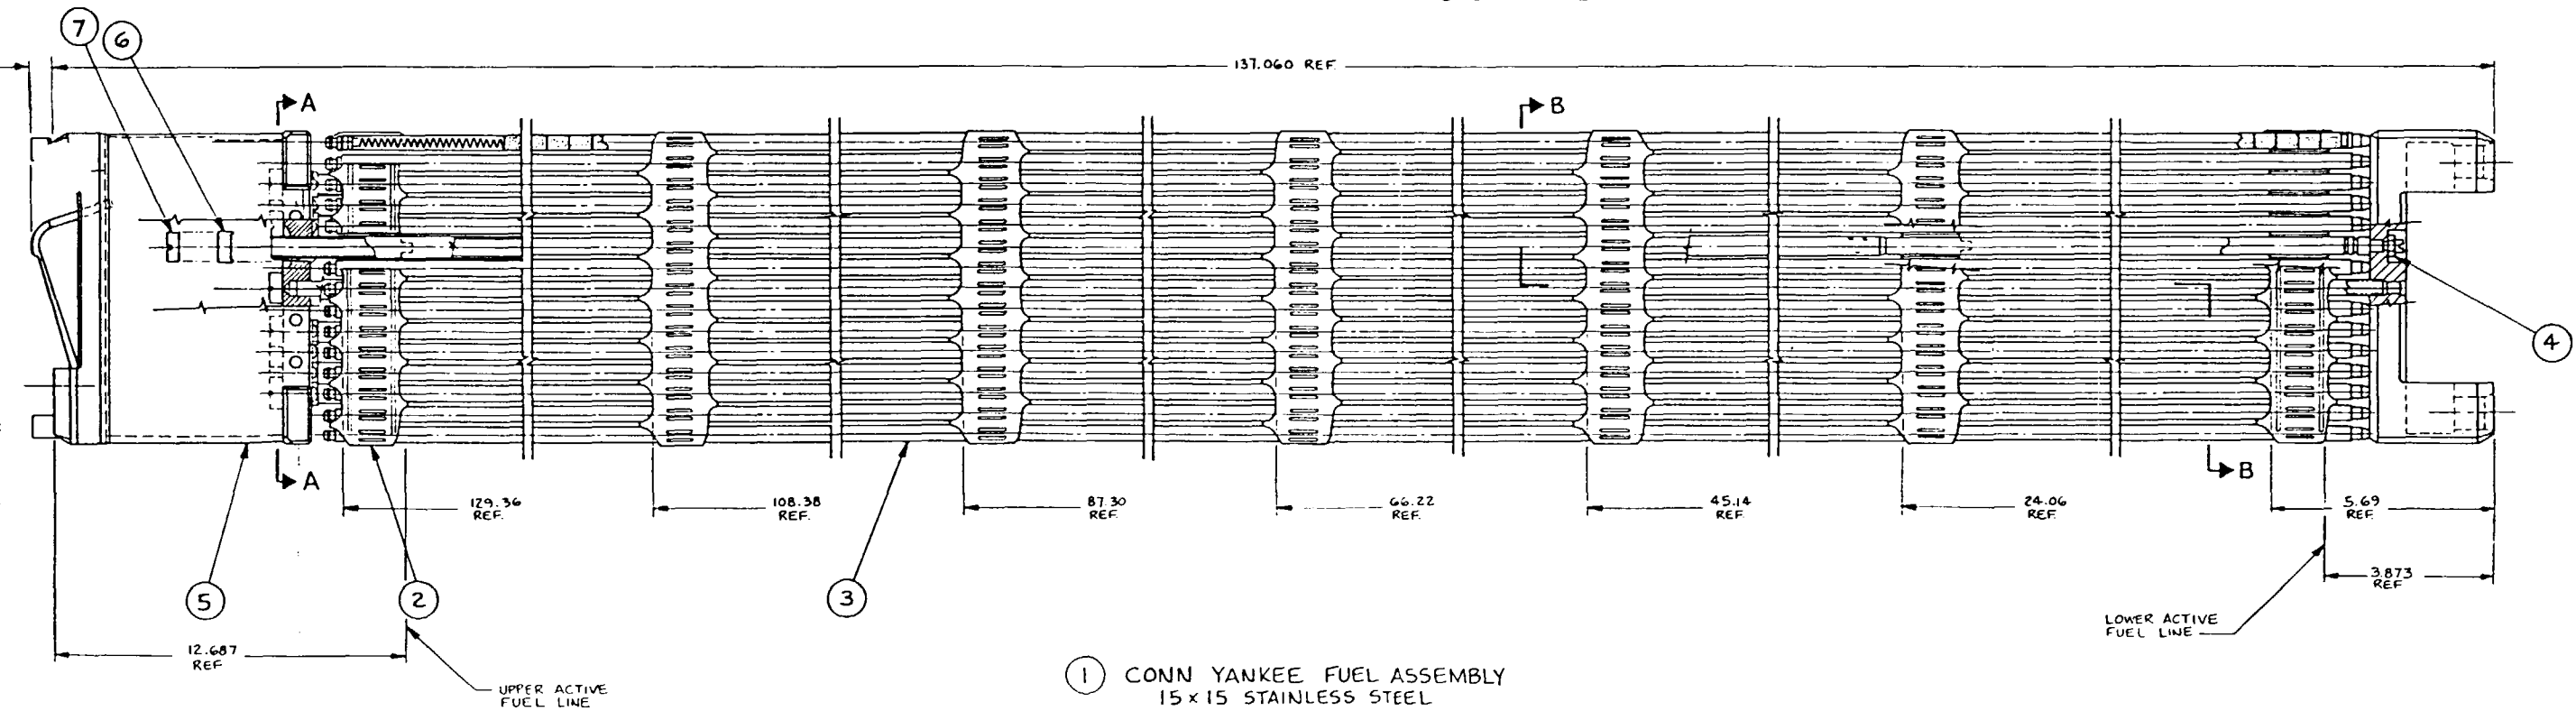 7
6
137.060 REF.
A
B
4
A
B
129.36
REF.
108.38
REF.
87.30
REF.
66.22
REF.
45.14
REF.
24.06
REF.
5.69
REF.
3.873
REF
5
2
3
12.687
REF
UPPER ACTIVE
FUEL LINE
LOWER ACTIVE
FUEL LINE
1 CONN YANKEE FUEL ASSEMBLY
15x15 STAINLESS STEEL